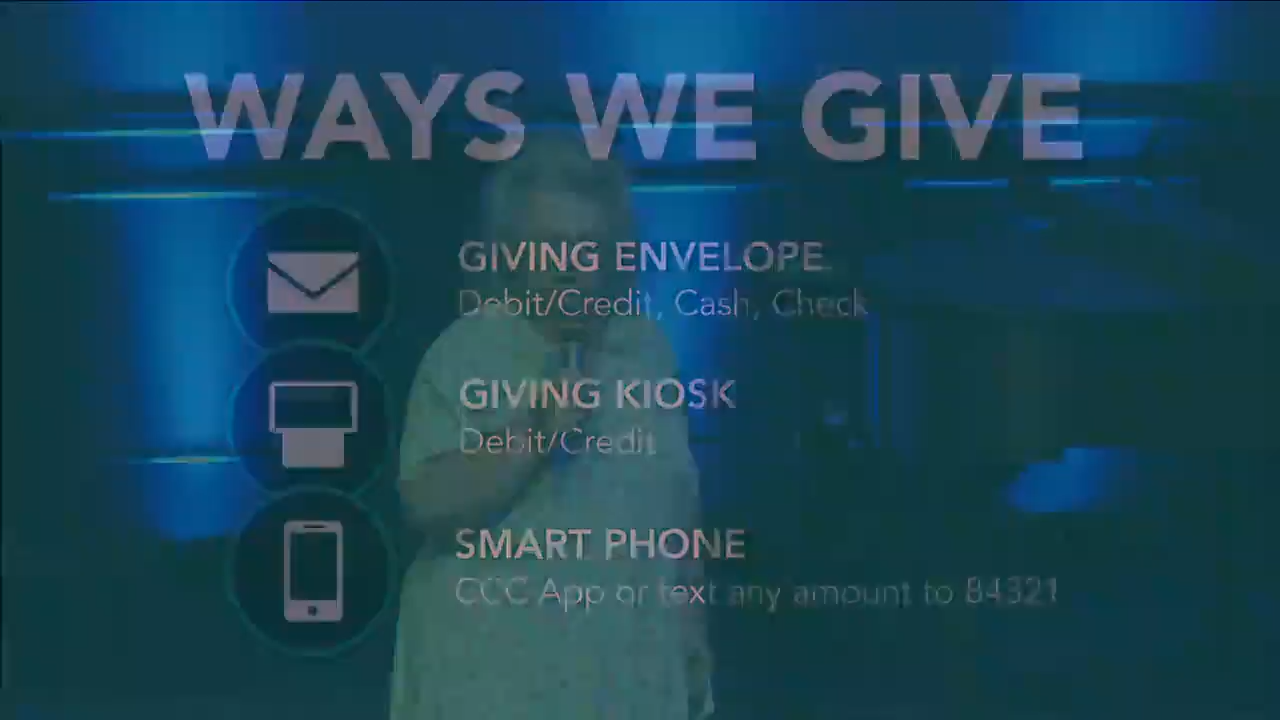 WAYS WE GIVE
GIVING ENVELOPE
Debit/Credit, Cash, Check
GIVING KIOSK
Debit/Credit
SMART PHONE
CCC App or text any amount to 84321